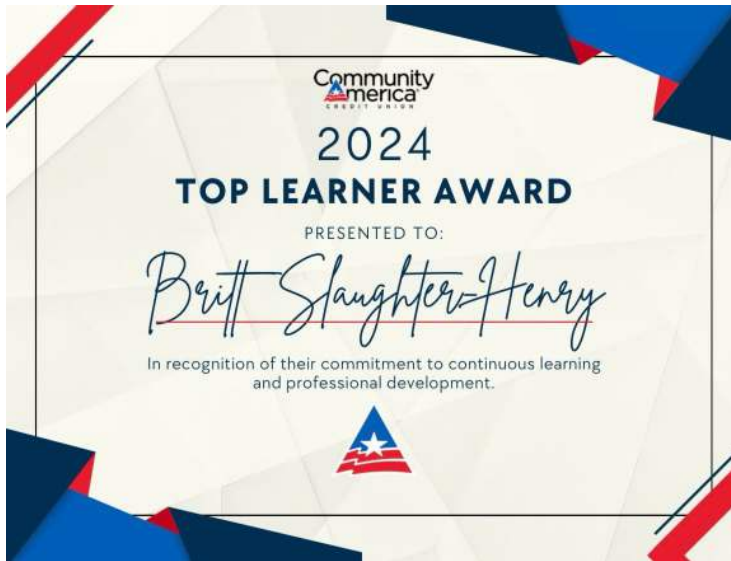 Community
America
CREDIT UNION
2024
TOP LEARNER AWARD
PRESENTED TO:
Britt Slaughter-Henry
In recognition of their commitment to continuous learning
and professional development.